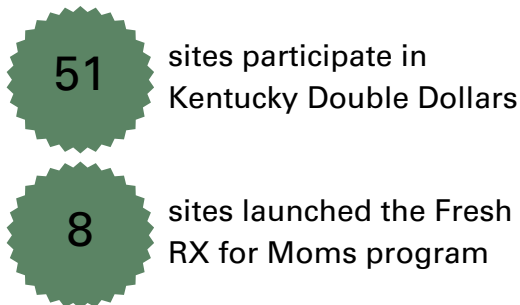 51
sites participate in
Kentucky Double Dollars
8
sites launched the Fresh
RX for Moms program